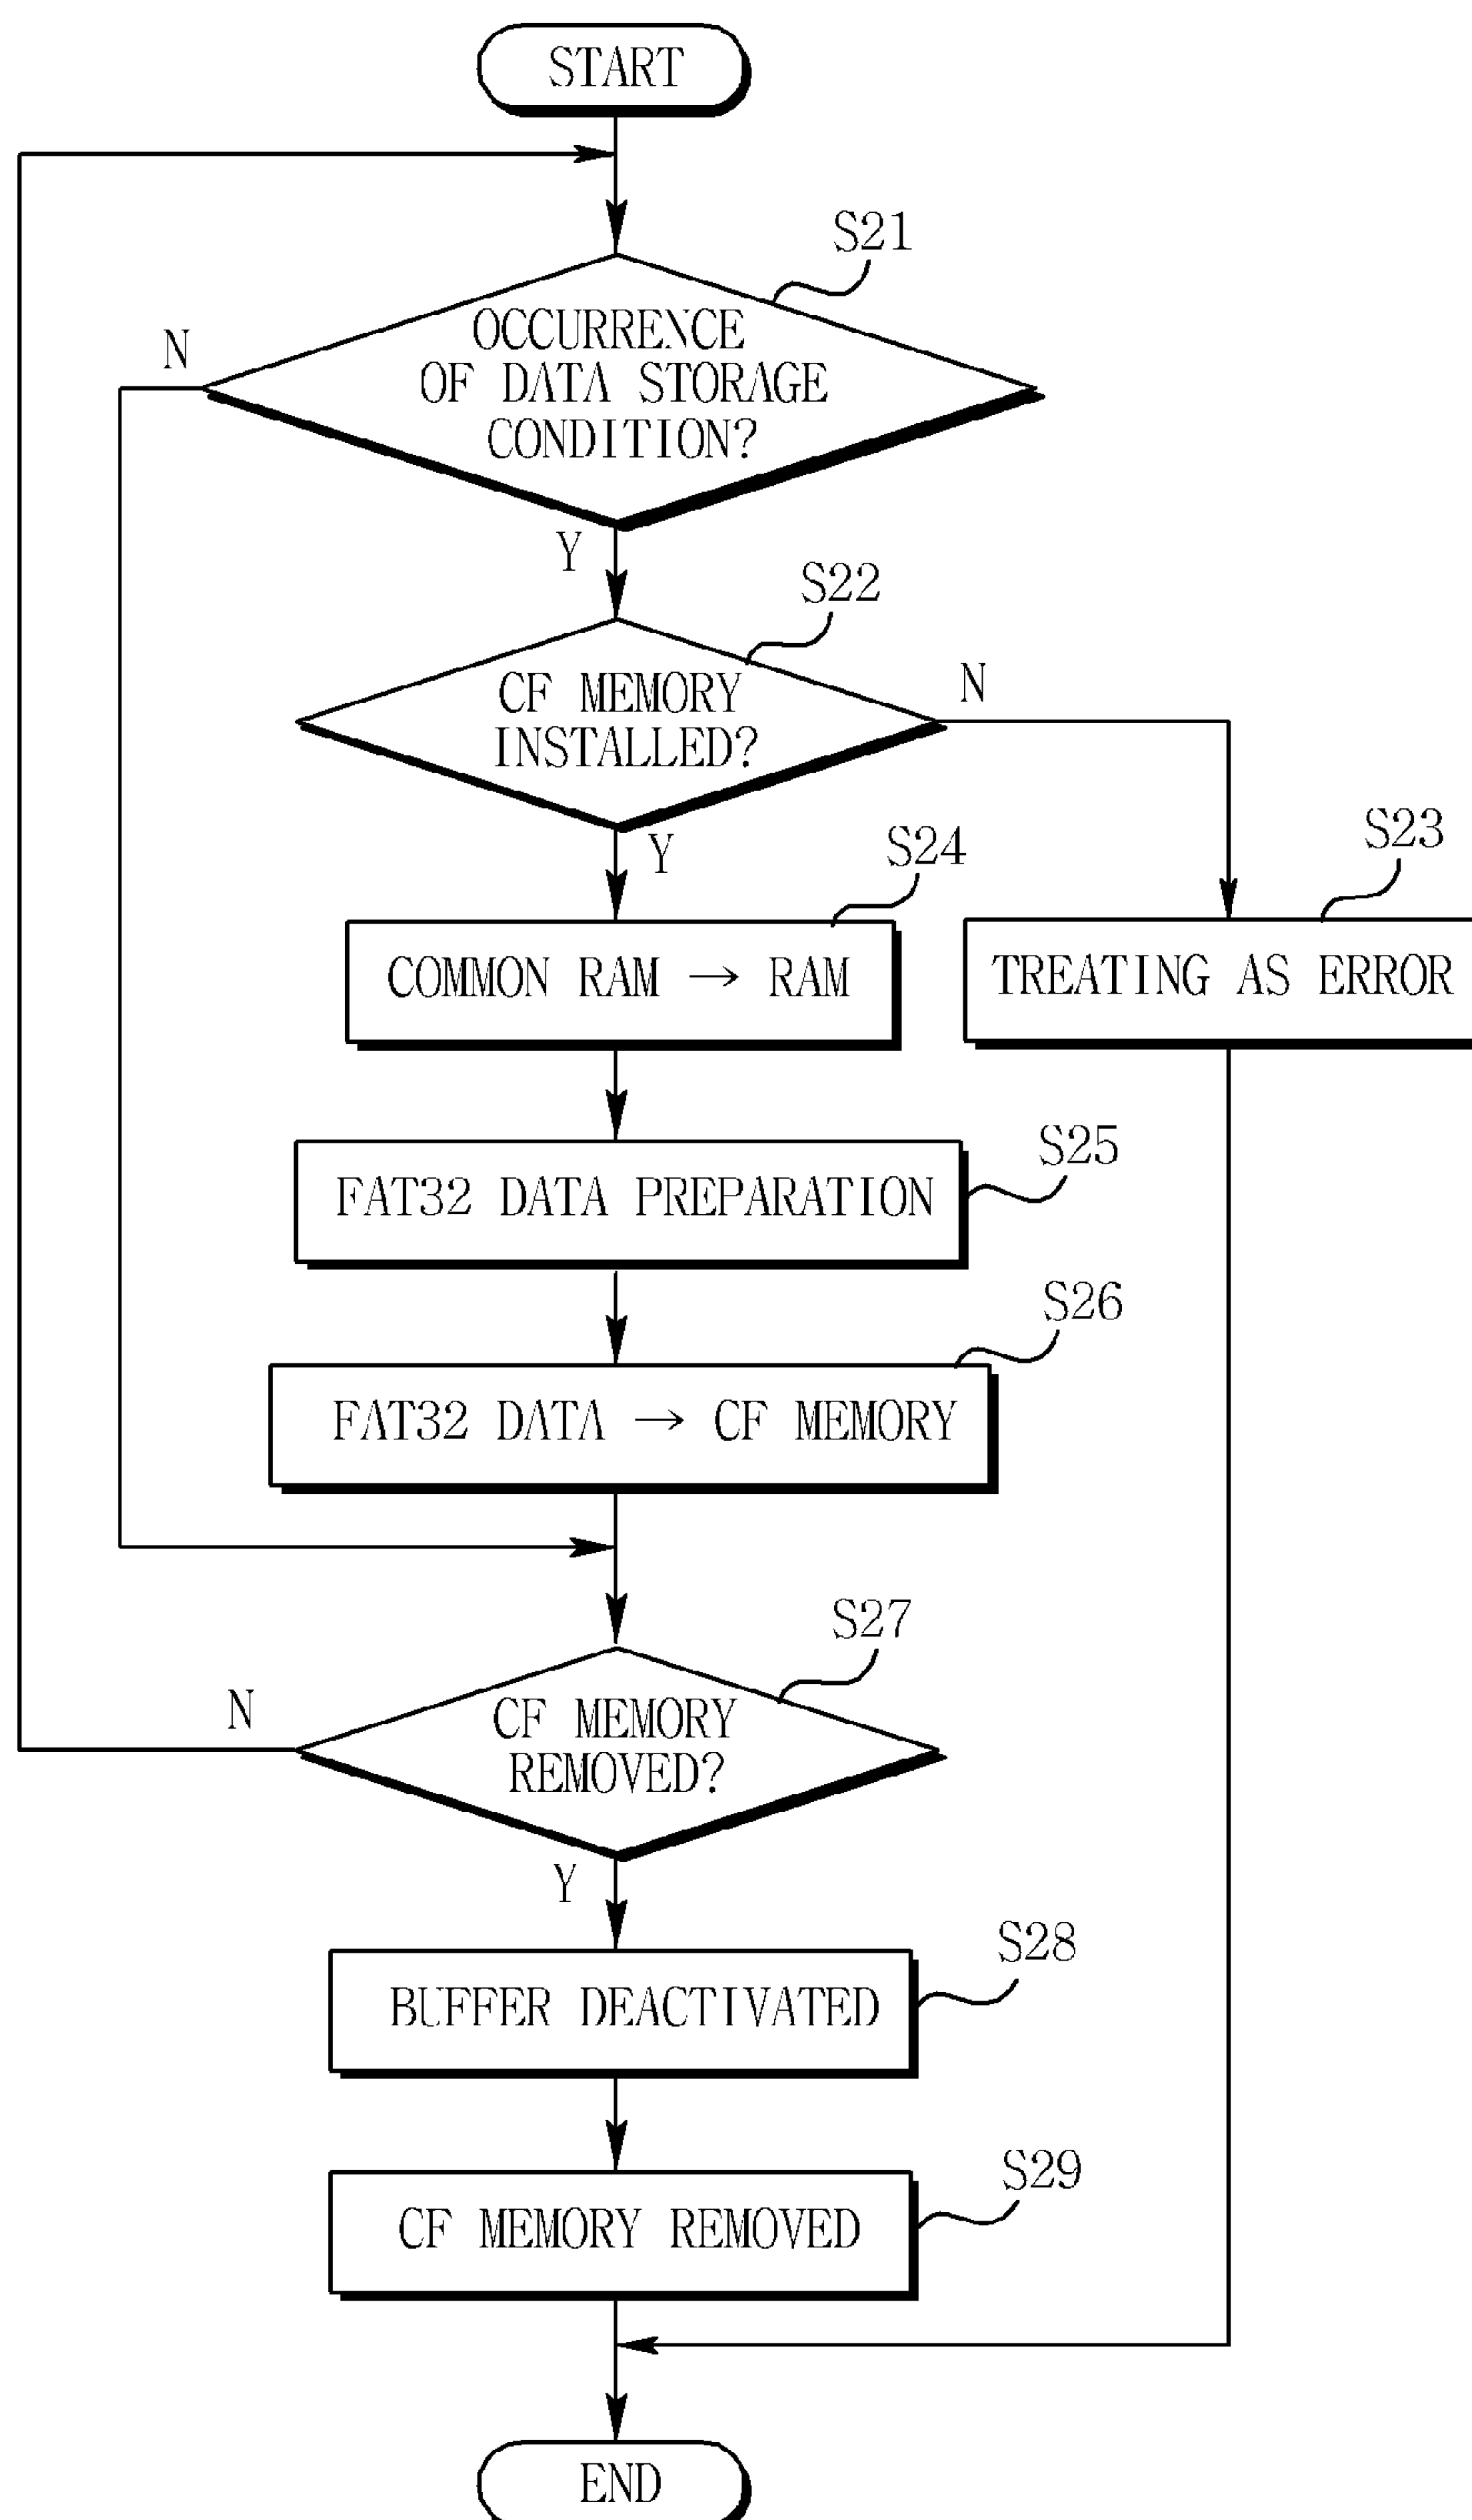 START
S21
N
OCCURRENCE
OF DATA STORAGE
CONDITION?
Y
S22
CF MEMORY
INSTALLED?
N
Y
S24
S23
COMMON RAM → RAM
TREATING AS ERROR
S25
FAT32 DATA PREPARATION
S26
FAT32 DATA → CF MEMORY
S27
N
CF MEMORY
REMOVED?
Y
S28
BUFFER DEACTIVATED
S29
CF MEMORY REMOVED
END